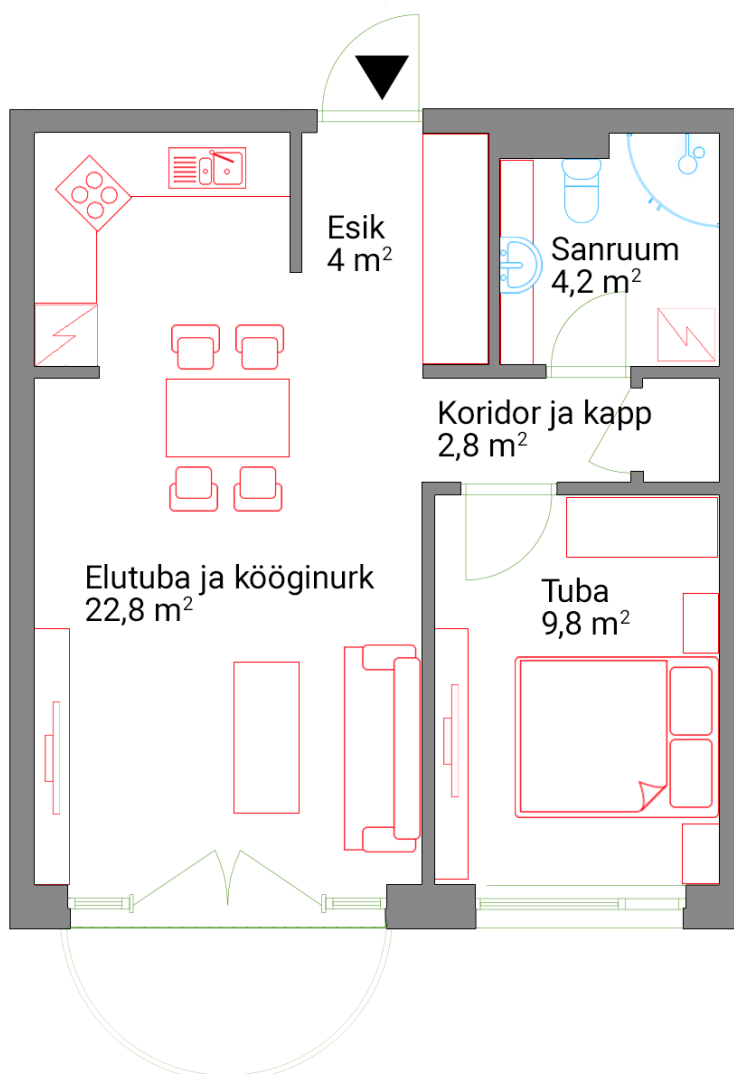 Esik
4 m²
Sanruum
4,2 m²
Koridor ja kapp
2,8 m²
Elutuba ja kööginurk
22,8 m²
Tuba
9,8 m²